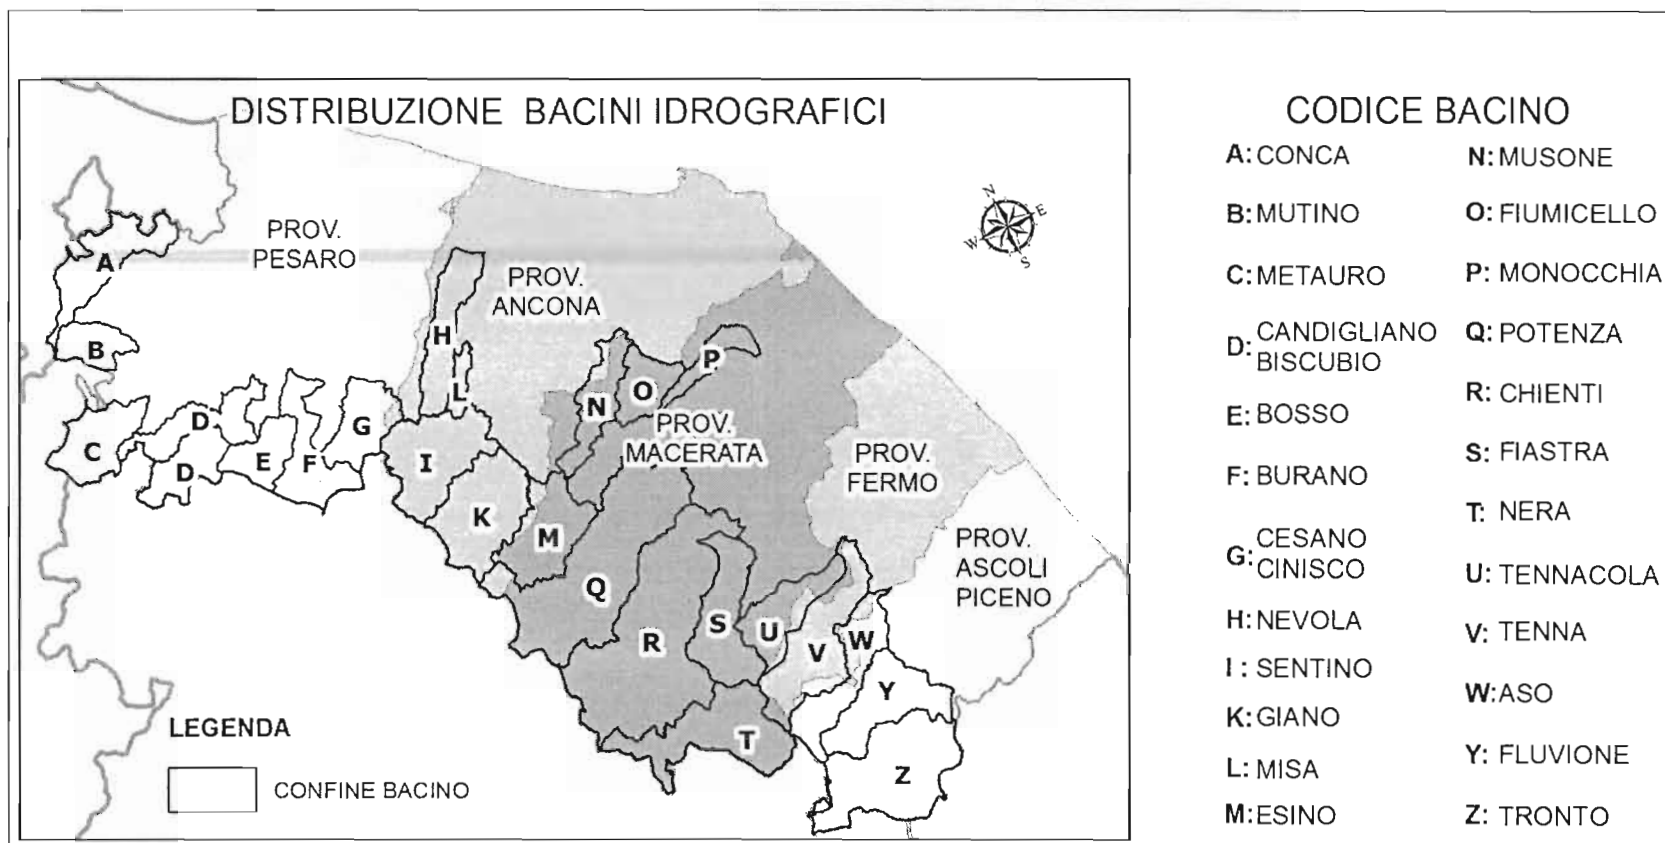 DISTRIBUZIONE BACINI IDROGRAFICI
PROV.
PESARO
PROV.
ANCONA
PROV.
MACERATA
PROV.
FERMO
PROV.
ASCOLI
PICENO
N
E
S
W
A
B
C
D
D
E
F
G
H
L
I
K
M
N
O
P
Q
R
S
T
U
V
W
Y
Z
LEGENDA
CONFINE BACINO
CODICE BACINO
A: CONCA
B: MUTINO
C: METAURO
D: CANDIGLIANO
BISCUBIO
E: BOSSO
F: BURANO
G: CESANO
CINISCO
H: NEVOLA
I : SENTINO
K: GIANO
L: MISA
M: ESINO
N: MUSONE
O: FIUMICELLO
P: MONOCCHIA
Q: POTENZA
R: CHIENTI
S: FIASTRA
T: NERA
U: TENNACOLA
V: TENNA
W: ASO
Y: FLUVIONE
Z: TRONTO